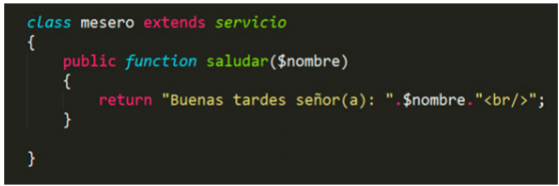 class mesero extends servicio
{
public function saludar($nombre)
{
return "Buenas tardes señor(a): ".$nombre."<br/>";
}
}